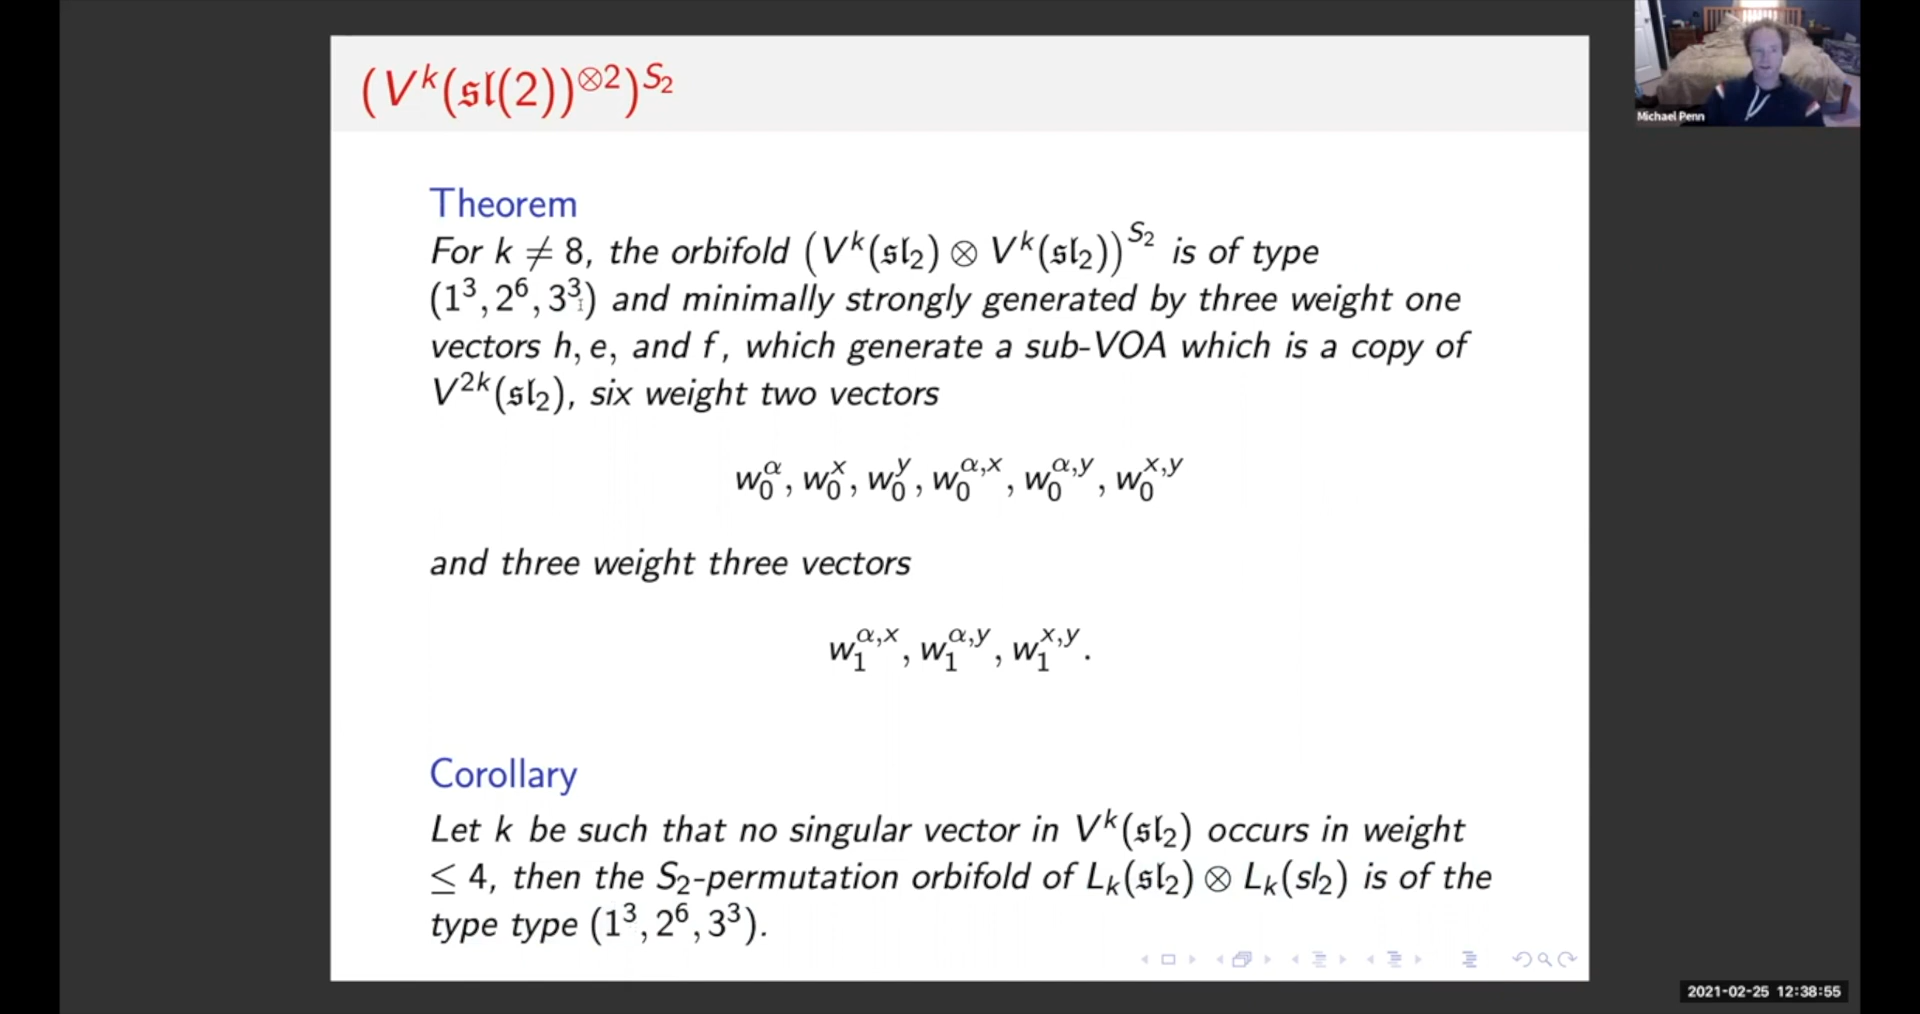 (V^k(𝔰𝔩(2))^{⊗2})^{S_2}
Michael Penn
Theorem
For k ≠ 8, the orbifold (V^k(𝔰𝔩_2) ⊗ V^k(𝔰𝔩_2))^{S_2} is of type
(1^3, 2^6, 3^3) and minimally strongly generated by three weight one
vectors h, e, and f, which generate a sub-VOA which is a copy of
V^{2k}(𝔰𝔩_2), six weight two vectors
w_0^α, w_0^x, w_0^y, w_0^{α,x}, w_0^{α,y}, w_0^{x,y}
and three weight three vectors
w_1^{α,x}, w_1^{α,y}, w_1^{x,y}.
Corollary
Let k be such that no singular vector in V^k(𝔰𝔩_2) occurs in weight
≤ 4, then the S_2-permutation orbifold of L_k(𝔰𝔩_2) ⊗ L_k(sl_2) is of the
type type (1^3, 2^6, 3^3).
2021-02-25 12:38:55